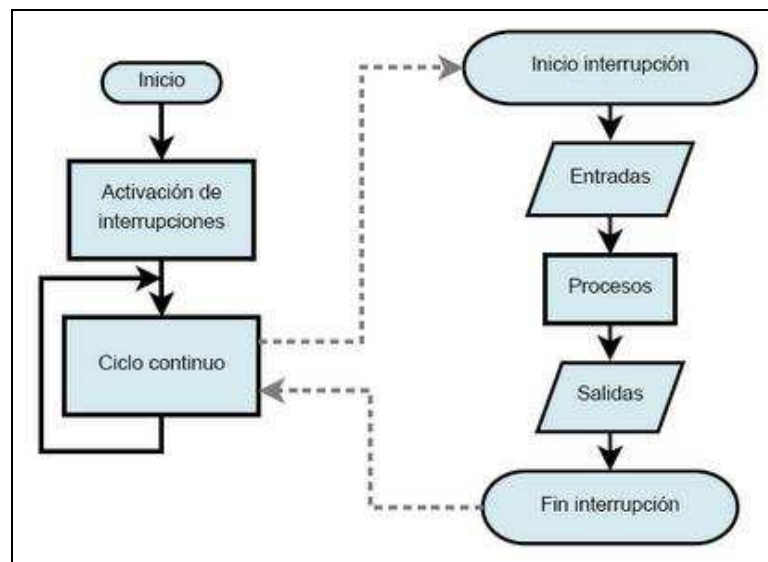 Inicio
Activación de
interrupciones
Ciclo continuo
Inicio interrupción
Entradas
Procesos
Salidas
Fin interrupción